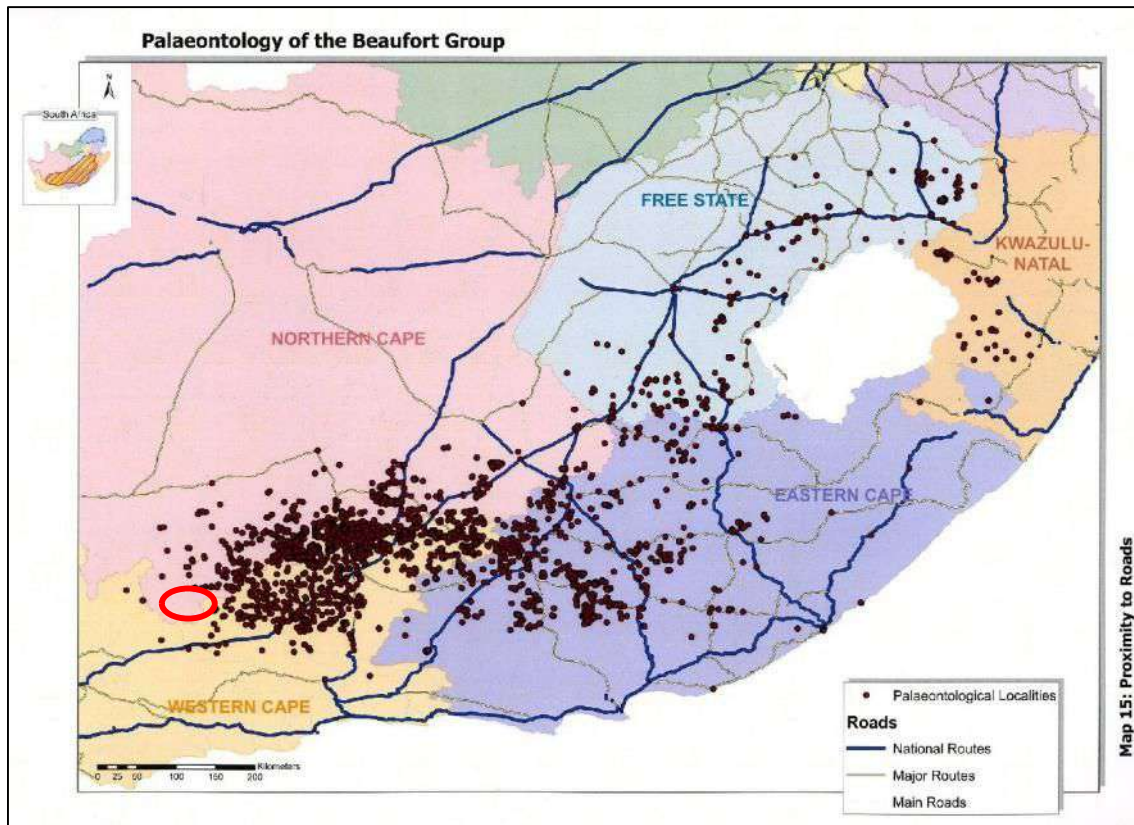 Palaeontology of the Beaufort Group
N
South Africa
FREE STATE
KWAZULU-
NATAL
NORTHERN CAPE
EASTERN CAPE
WESTERN CAPE
Kilometers
0 25 50 100 150 200
Palaeontological Localities
Roads
National Routes
Major Routes
Main Roads
Map 15: Proximity to Roads